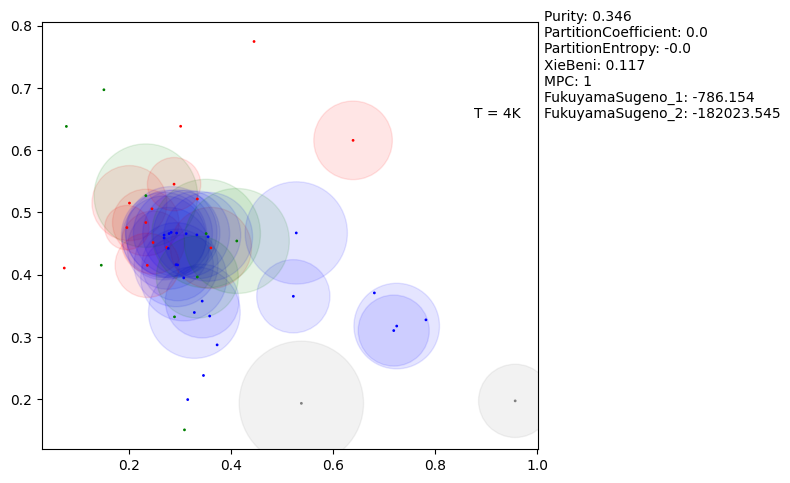 Purity: 0.346
PartitionCoefficient: 0.0
PartitionEntropy: -0.0
XieBeni: 0.117
MPC: 1
FukuyamaSugeno_1: -786.154
FukuyamaSugeno_2: -182023.545
T = 4K
0.8
0.7
0.6
0.5
0.4
0.3
0.2
0.2
0.4
0.6
0.8
1.0